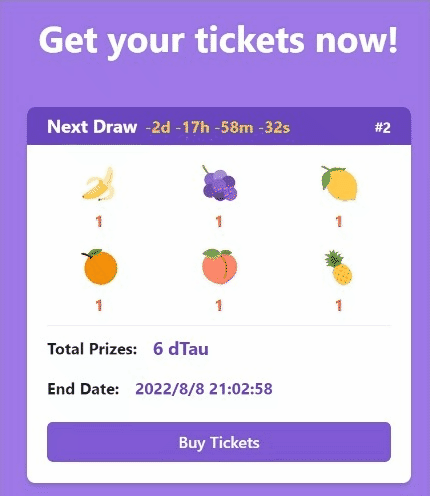 Get your tickets now!
Next Draw -2d -17h -58m -32s #2
1 1 1
1 1 1
Total Prizes: 6 dTau
End Date: 2022/8/8 21:02:58
Buy Tickets